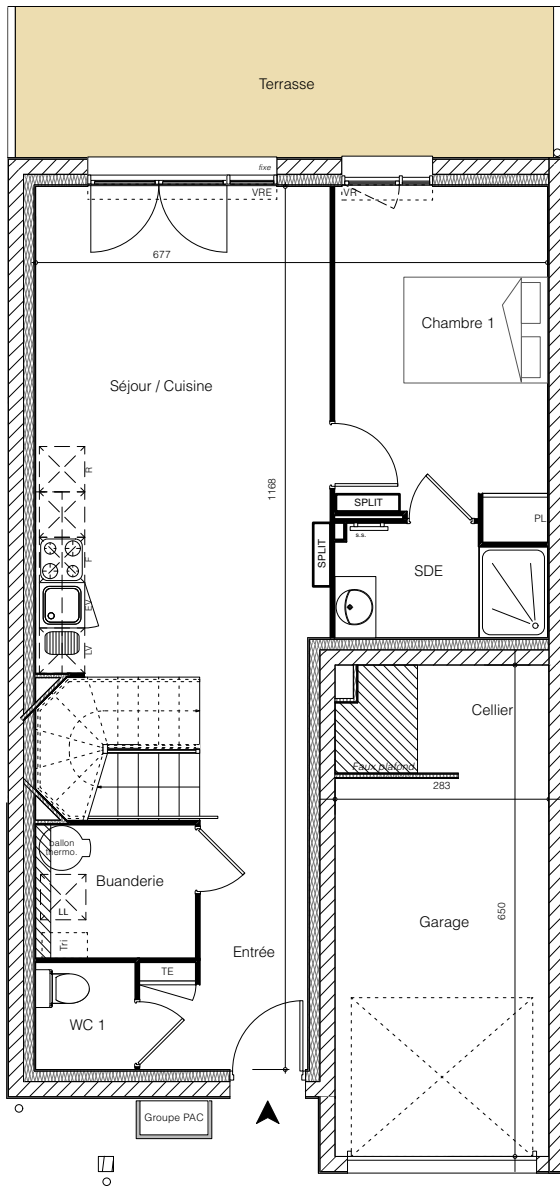 Terrasse
fixe
VRE
VR
677
Chambre 1
Séjour / Cuisine
R
1168
SPLIT
PL
s.s.
F
SPLIT
SDE
EV
LV
Cellier
Faux plafond
283
ballon
thermo.
Buanderie
LL
Garage
650
Tri
Entrée
TE
WC 1
Groupe PAC